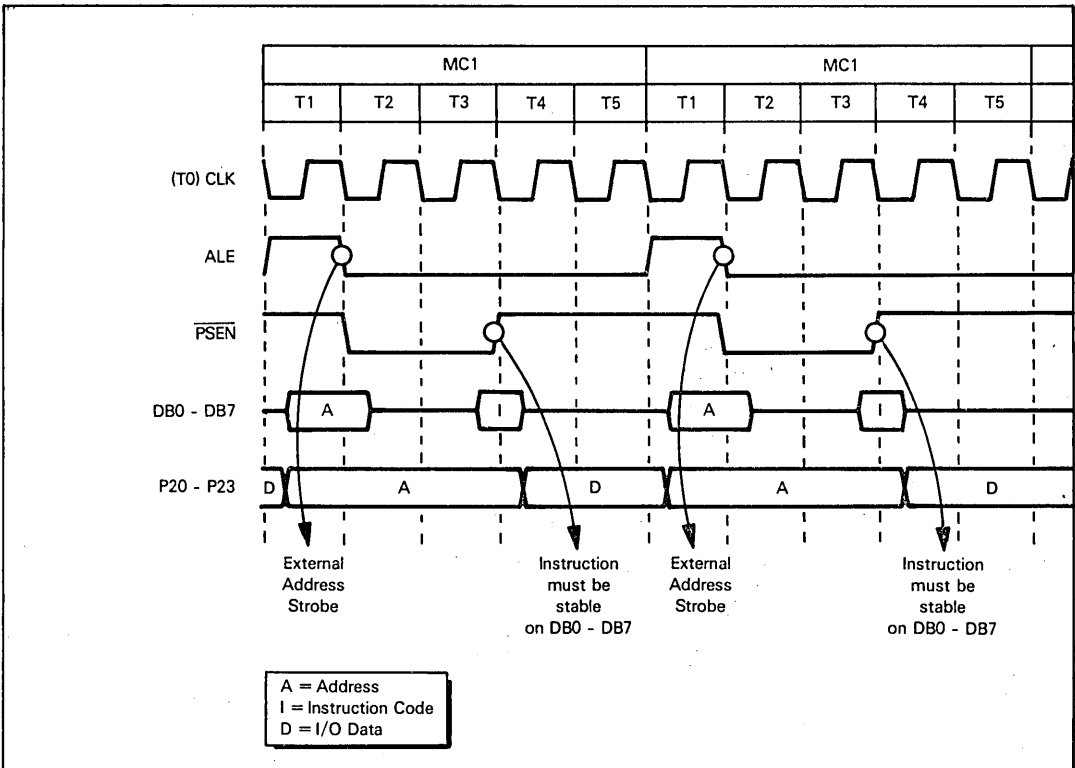 MC1 MC1
T1 T2 T3 T4 T5 T1 T2 T3 T4 T5
(T0) CLK
ALE
PSEN
DB0 - DB7 A I A I
P20 - P23 D A D A D
External
Address
Strobe
Instruction
must be
stable
on DB0 - DB7
External
Address
Strobe
Instruction
must be
stable
on DB0 - DB7
A = Address
I = Instruction Code
D = I/O Data